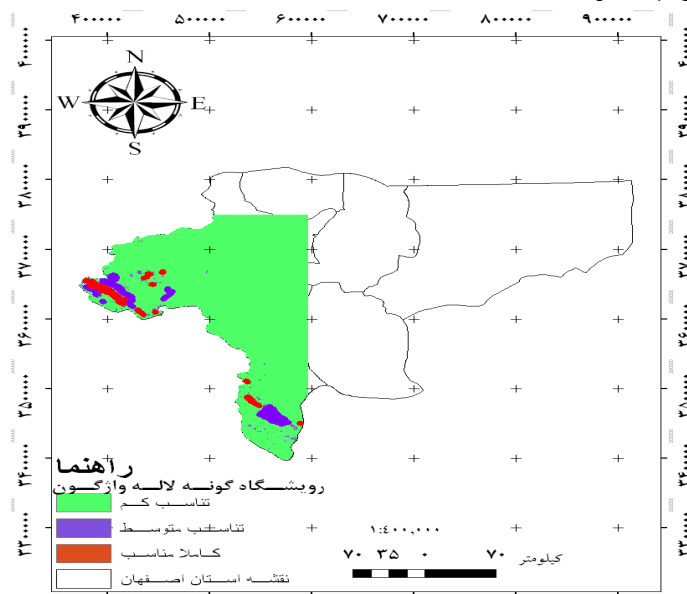 ۴۰۰۰۰۰ ۵۰۰۰۰۰ ۶۰۰۰۰۰ ۷۰۰۰۰۰ ۸۰۰۰۰۰ ۹۰۰۰۰۰
N
W E
S
۴۰۰۰۰۰۰
۳۹۰۰۰۰۰
۳۸۰۰۰۰۰
۳۷۰۰۰۰۰
۳۶۰۰۰۰۰
۳۵۰۰۰۰۰
۳۴۰۰۰۰۰
۳۳۰۰۰۰۰
راهنما
رویشگاه گونه لاله واژگون
تناسب کم
تناسب متوسط
کاملا مناسب
نقشه استان اصفهان
۱:۴۰۰,۰۰۰
۷۰ ۳۵ ۰ ۷۰
کیلومتر